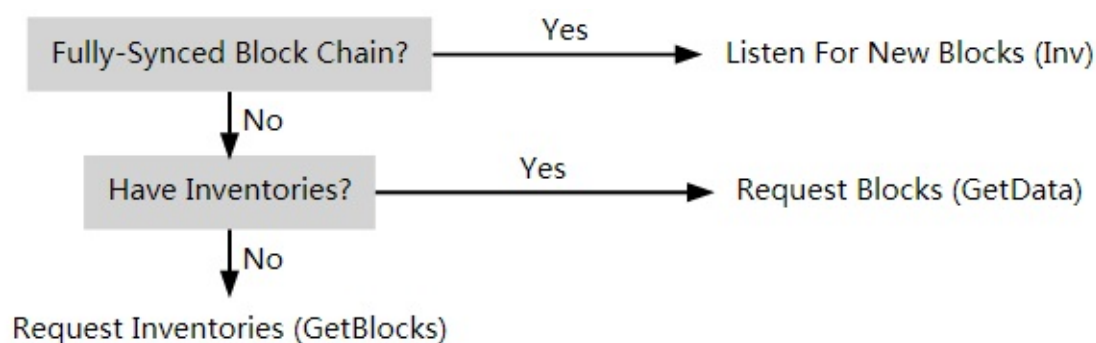 Fully-Synced Block Chain?
Yes
Listen For New Blocks (Inv)
No
Have Inventories?
Yes
Request Blocks (GetData)
No
Request Inventories (GetBlocks)